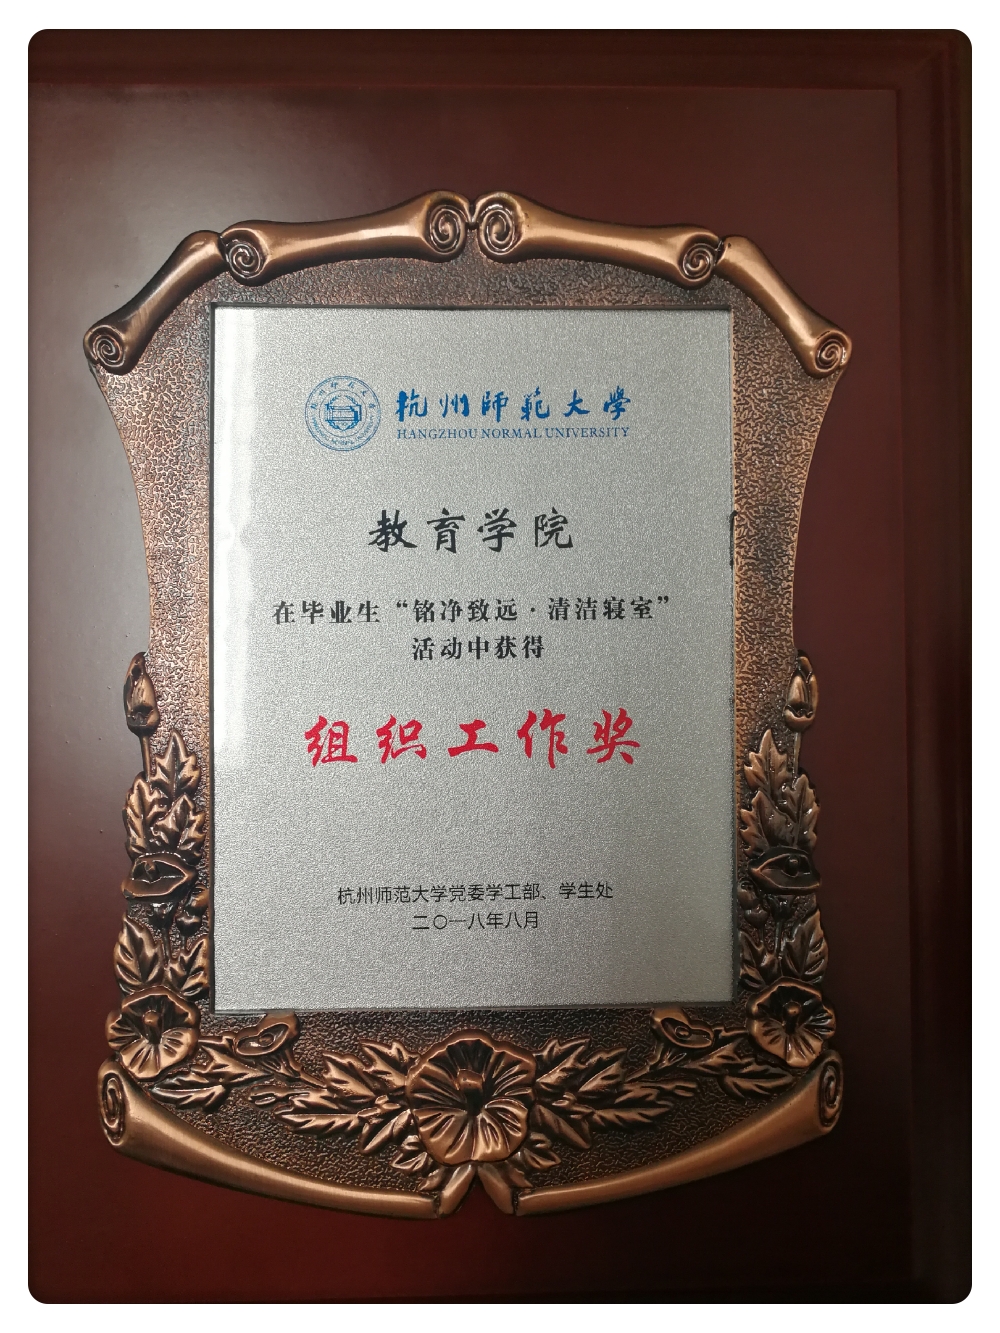 杭州师范大学
HANGZHOU NORMAL UNIVERSITY
教育学院
在毕业生“铭净致远·清洁寝室”
活动中获得
组织工作奖
杭州师范大学党委学工部、学生处
二〇一八年八月